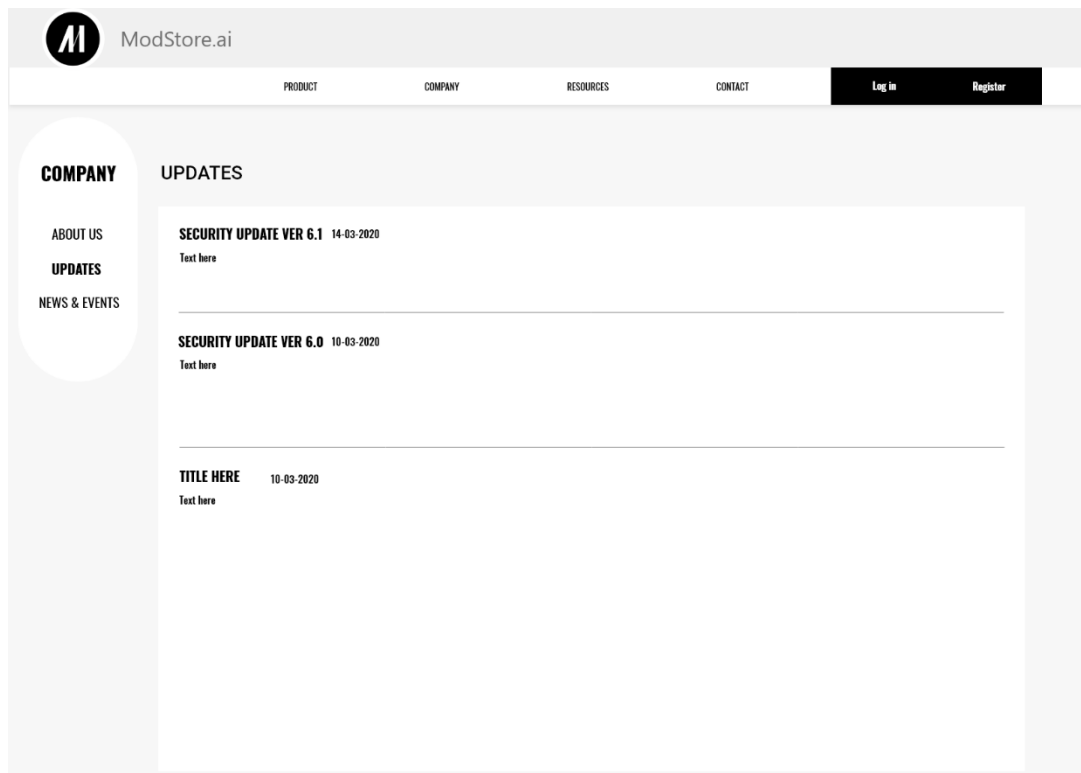 M ModStore.ai
PRODUCT COMPANY RESOURCES CONTACT Log in Register
COMPANY
ABOUT US
UPDATES
NEWS & EVENTS
UPDATES
SECURITY UPDATE VER 6.1 14-03-2020
Text here
SECURITY UPDATE VER 6.0 10-03-2020
Text here
TITLE HERE 10-03-2020
Text here